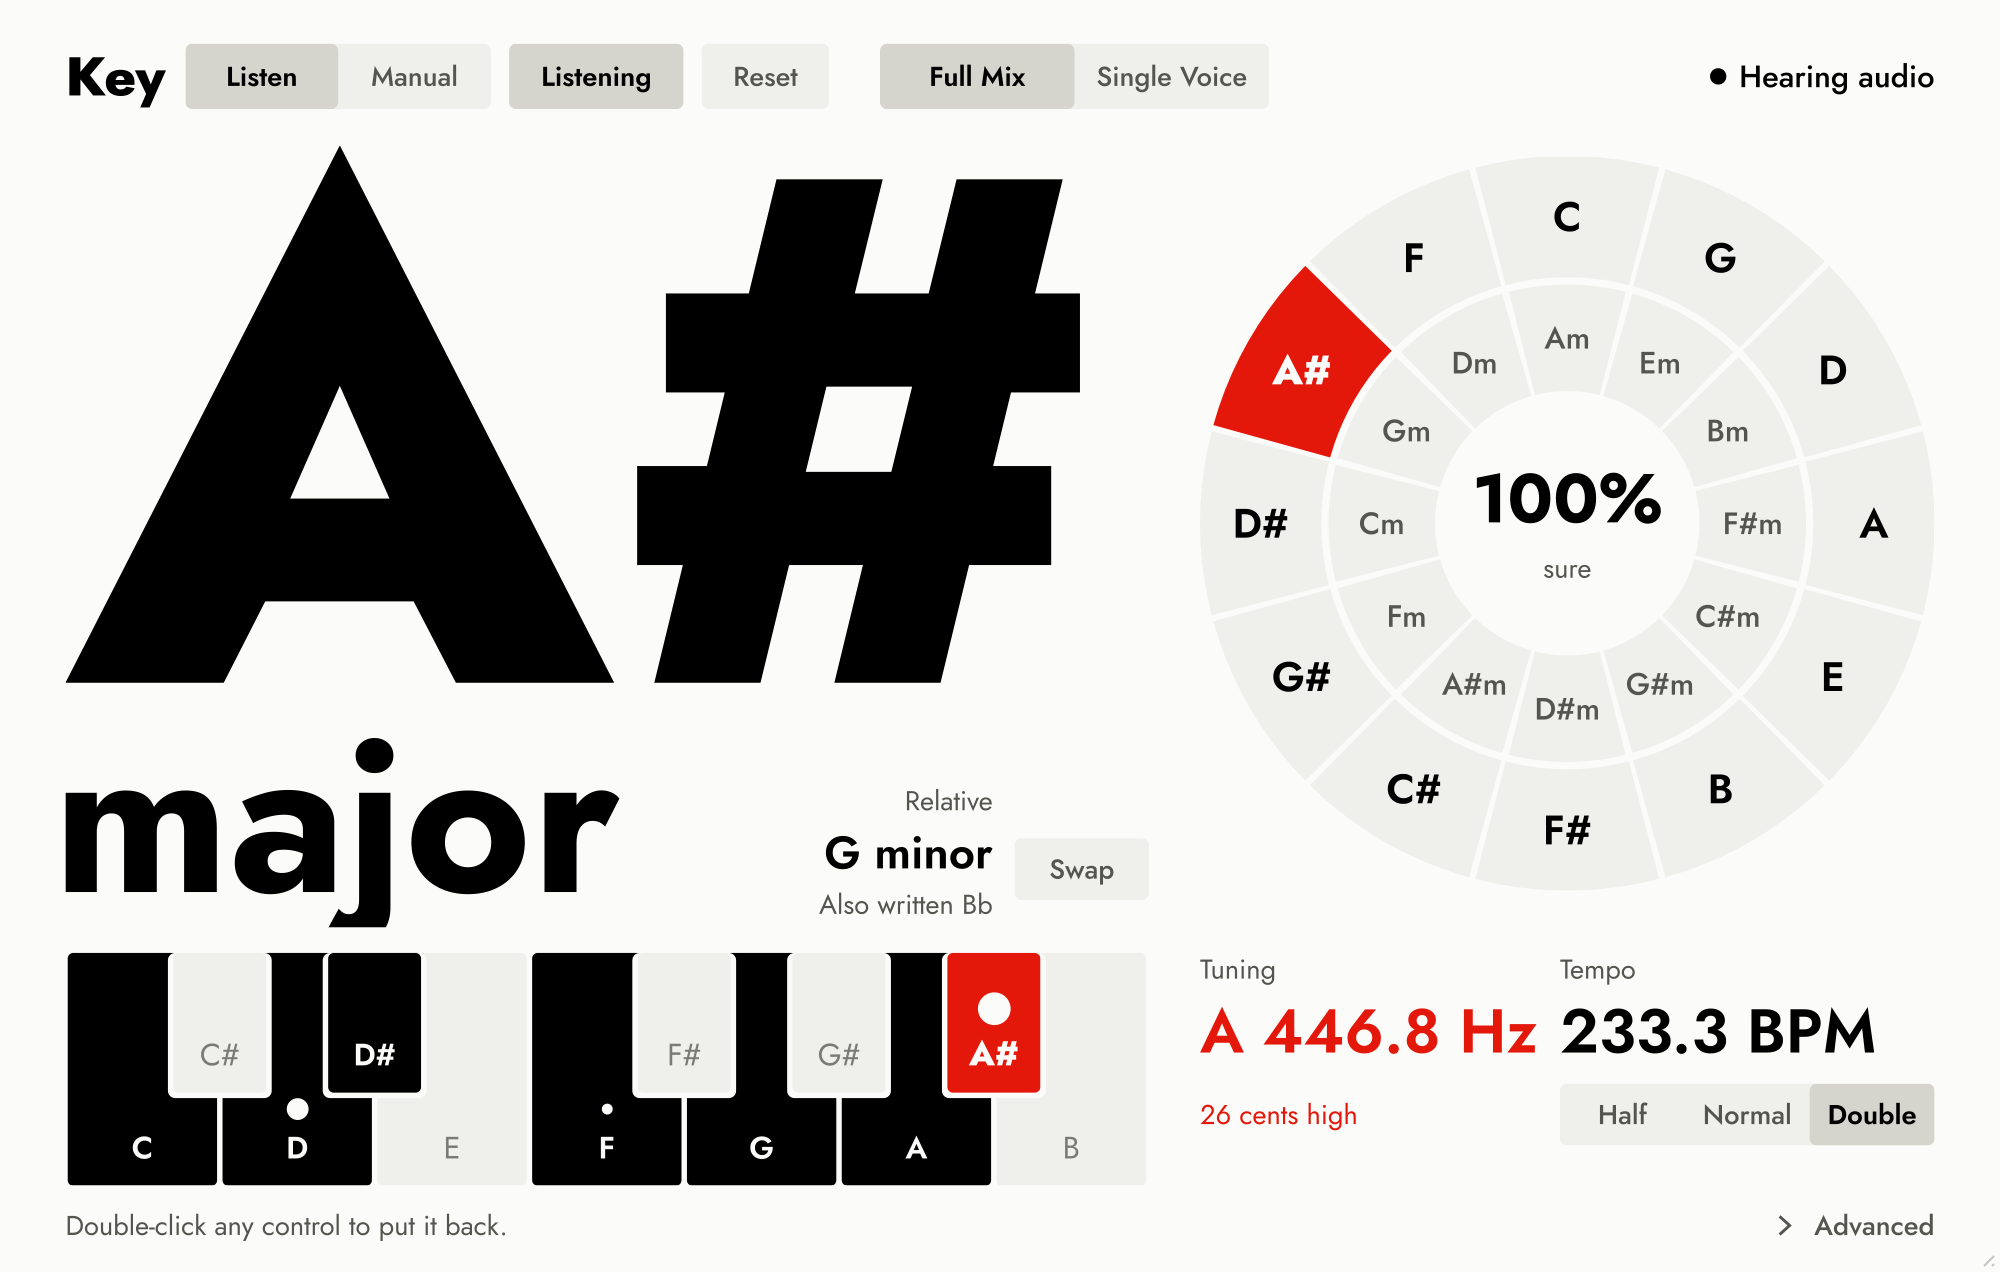 Key
Listen
Manual
Listening
Reset
Full Mix
Single Voice
Hearing audio
A#
major
Relative
G minor
Also written Bb
Swap
C
G
D
A
E
B
F#
C#
G#
D#
A#
F
Am
Em
Bm
F#m
C#m
G#m
D#m
A#m
Fm
Cm
Gm
Dm
100%
sure
C#
D#
F#
G#
A#
C
D
E
F
G
A
B
Tuning
A 446.8 Hz
26 cents high
Tempo
233.3 BPM
Half
Normal
Double
Double-click any control to put it back.
Advanced